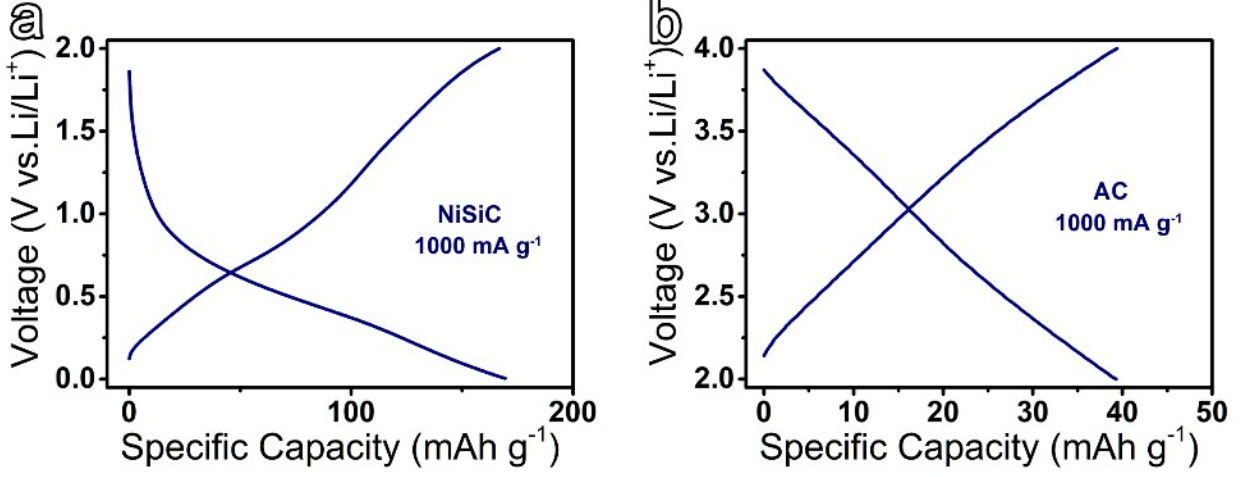 a
Voltage (V vs.Li/Li⁺)
2.0
1.5
1.0
0.5
0.0
NiSiC
1000 mA g⁻¹
0 100 200
Specific Capacity (mAh g⁻¹)
b
Voltage (V vs.Li/Li⁺)
4.0
3.5
3.0
2.5
2.0
AC
1000 mA g⁻¹
0 10 20 30 40 50
Specific Capacity (mAh g⁻¹)